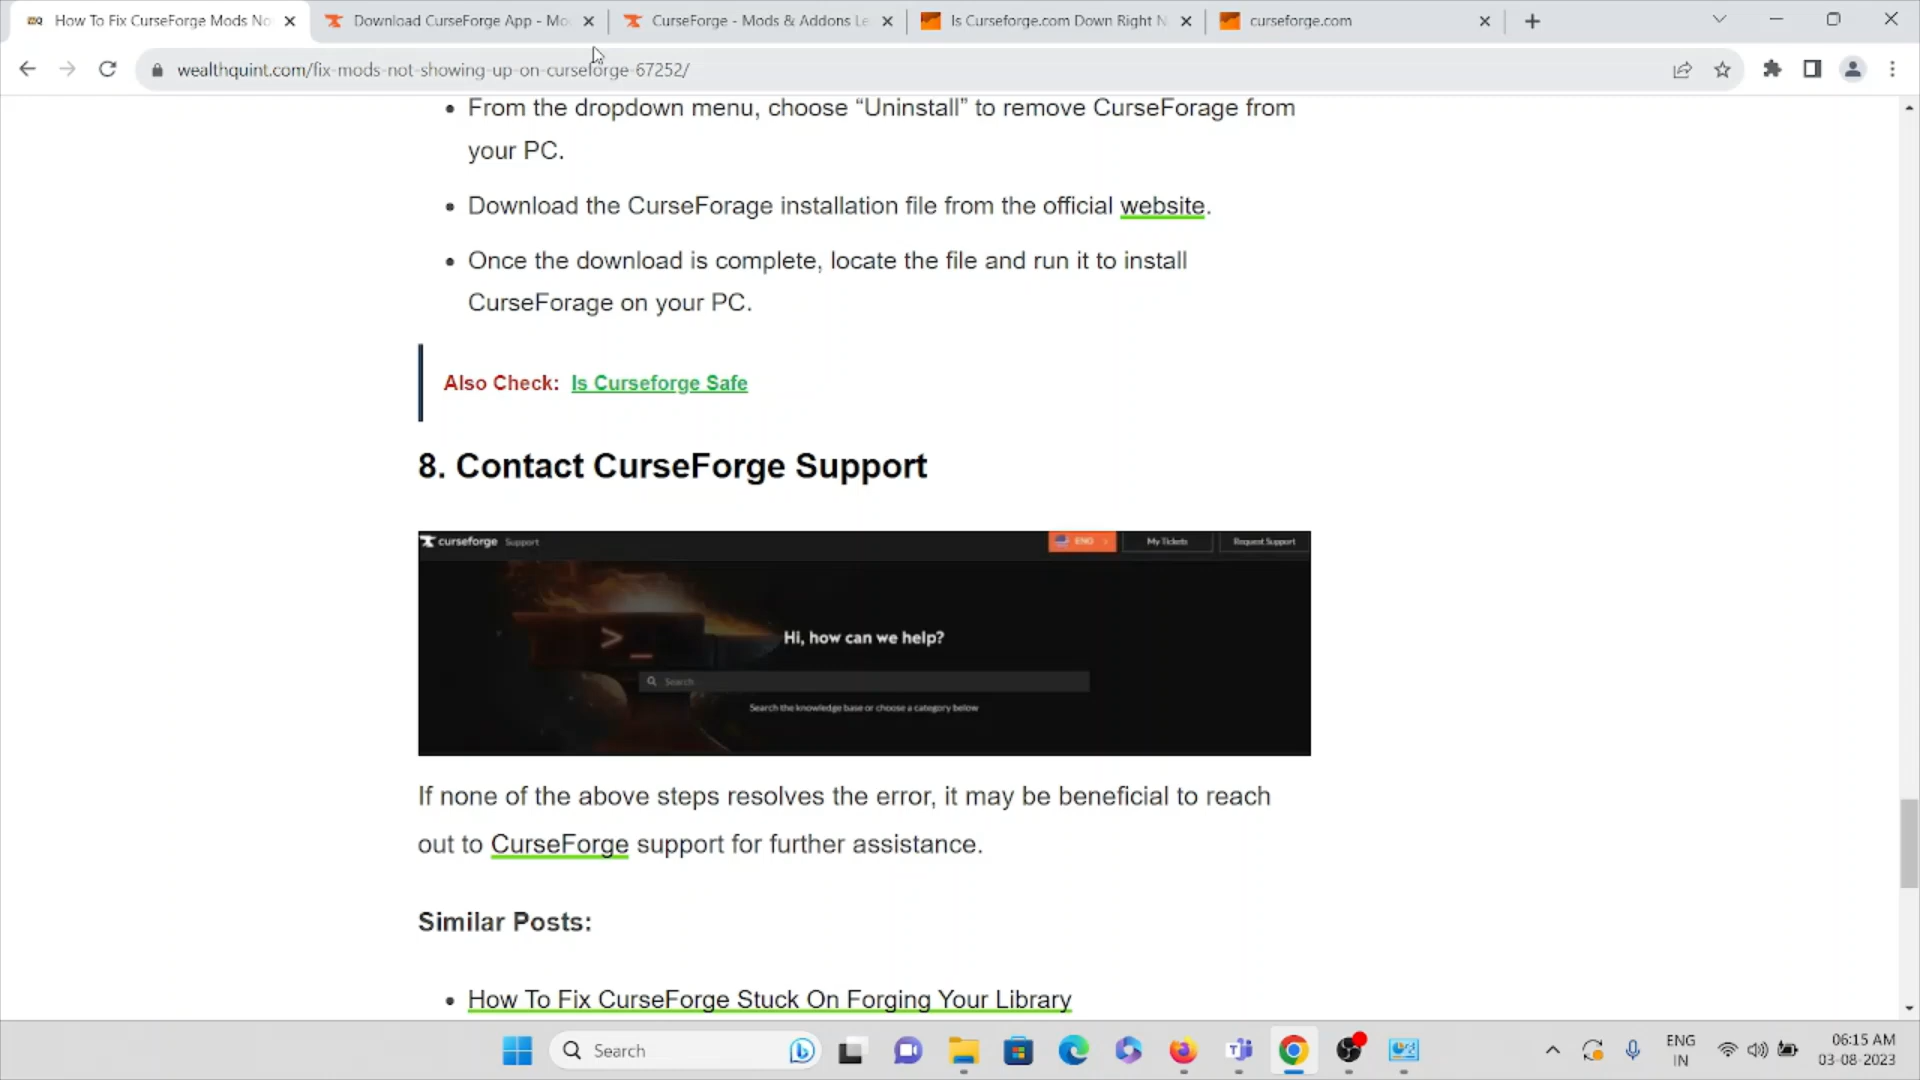 How To Fix CurseForge Mods No
Download CurseForge App - Mo
CurseForge - Mods & Addons Le
Is Curseforge.com Down Right N
curseforge.com
wealthquint.com/fix-mods-not-showing-up-on-curseforge-67252/
• From the dropdown menu, choose “Uninstall” to remove CurseForage from
your PC.
• Download the CurseForage installation file from the official website.
• Once the download is complete, locate the file and run it to install
CurseForage on your PC.
Also Check: Is Curseforge Safe
8. Contact CurseForge Support
curseforge Support
ENG
My Tickets
Request Support
Hi, how can we help?
Search
Search the knowledge base or choose a category below
If none of the above steps resolves the error, it may be beneficial to reach
out to CurseForge support for further assistance.
Similar Posts:
• How To Fix CurseForge Stuck On Forging Your Library
Search
ENG
IN
06:15 AM
03-08-2023